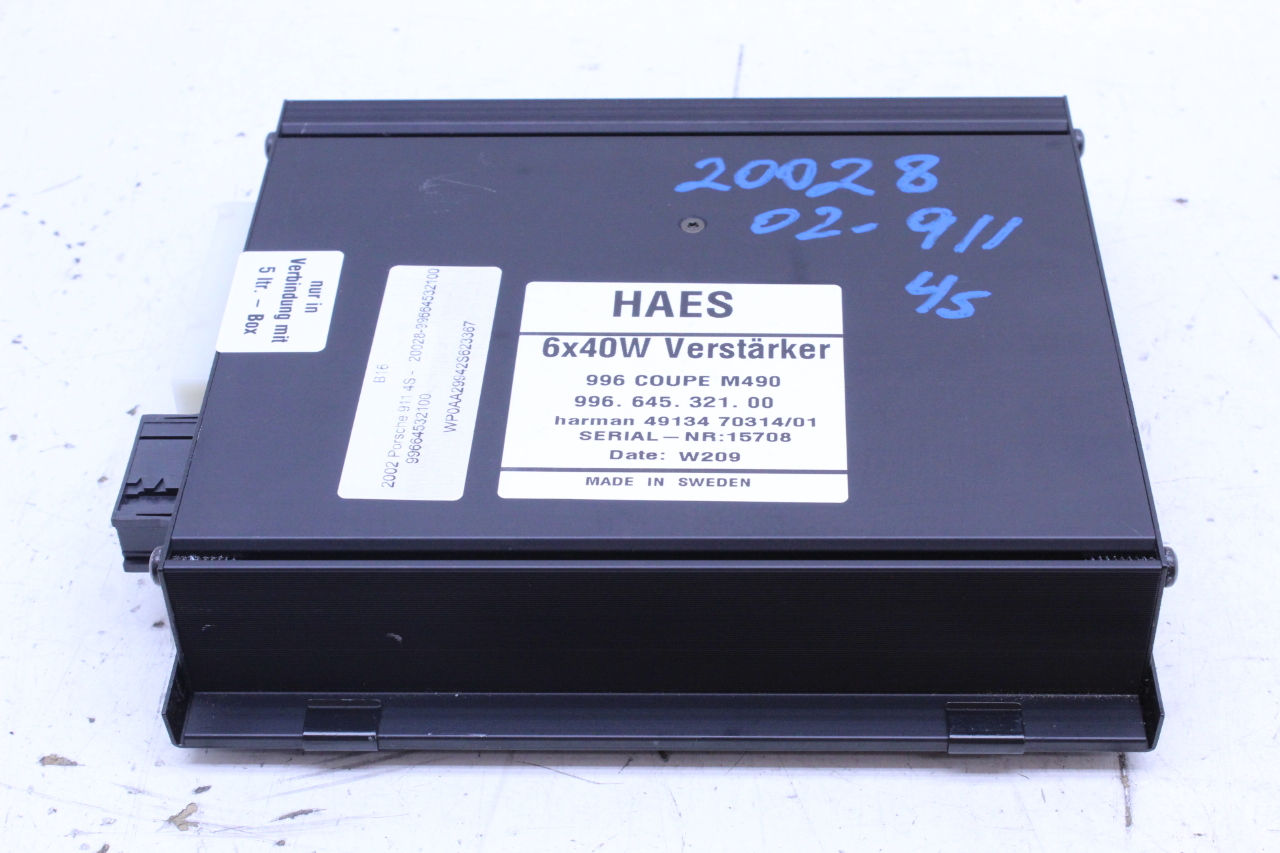 20028
02-911
4S
nur in
Verbindung mit
5 ltr. - Box
B16
2002 Porsche 911 4S - 20028-99664532100
99664532100
WP0AA29942S623367
HAES
6x40W Verstärker
996 COUPE M490
996. 645. 321. 00
harman 49134 70314/01
SERIAL-NR:15708
Date: W209
MADE IN SWEDEN